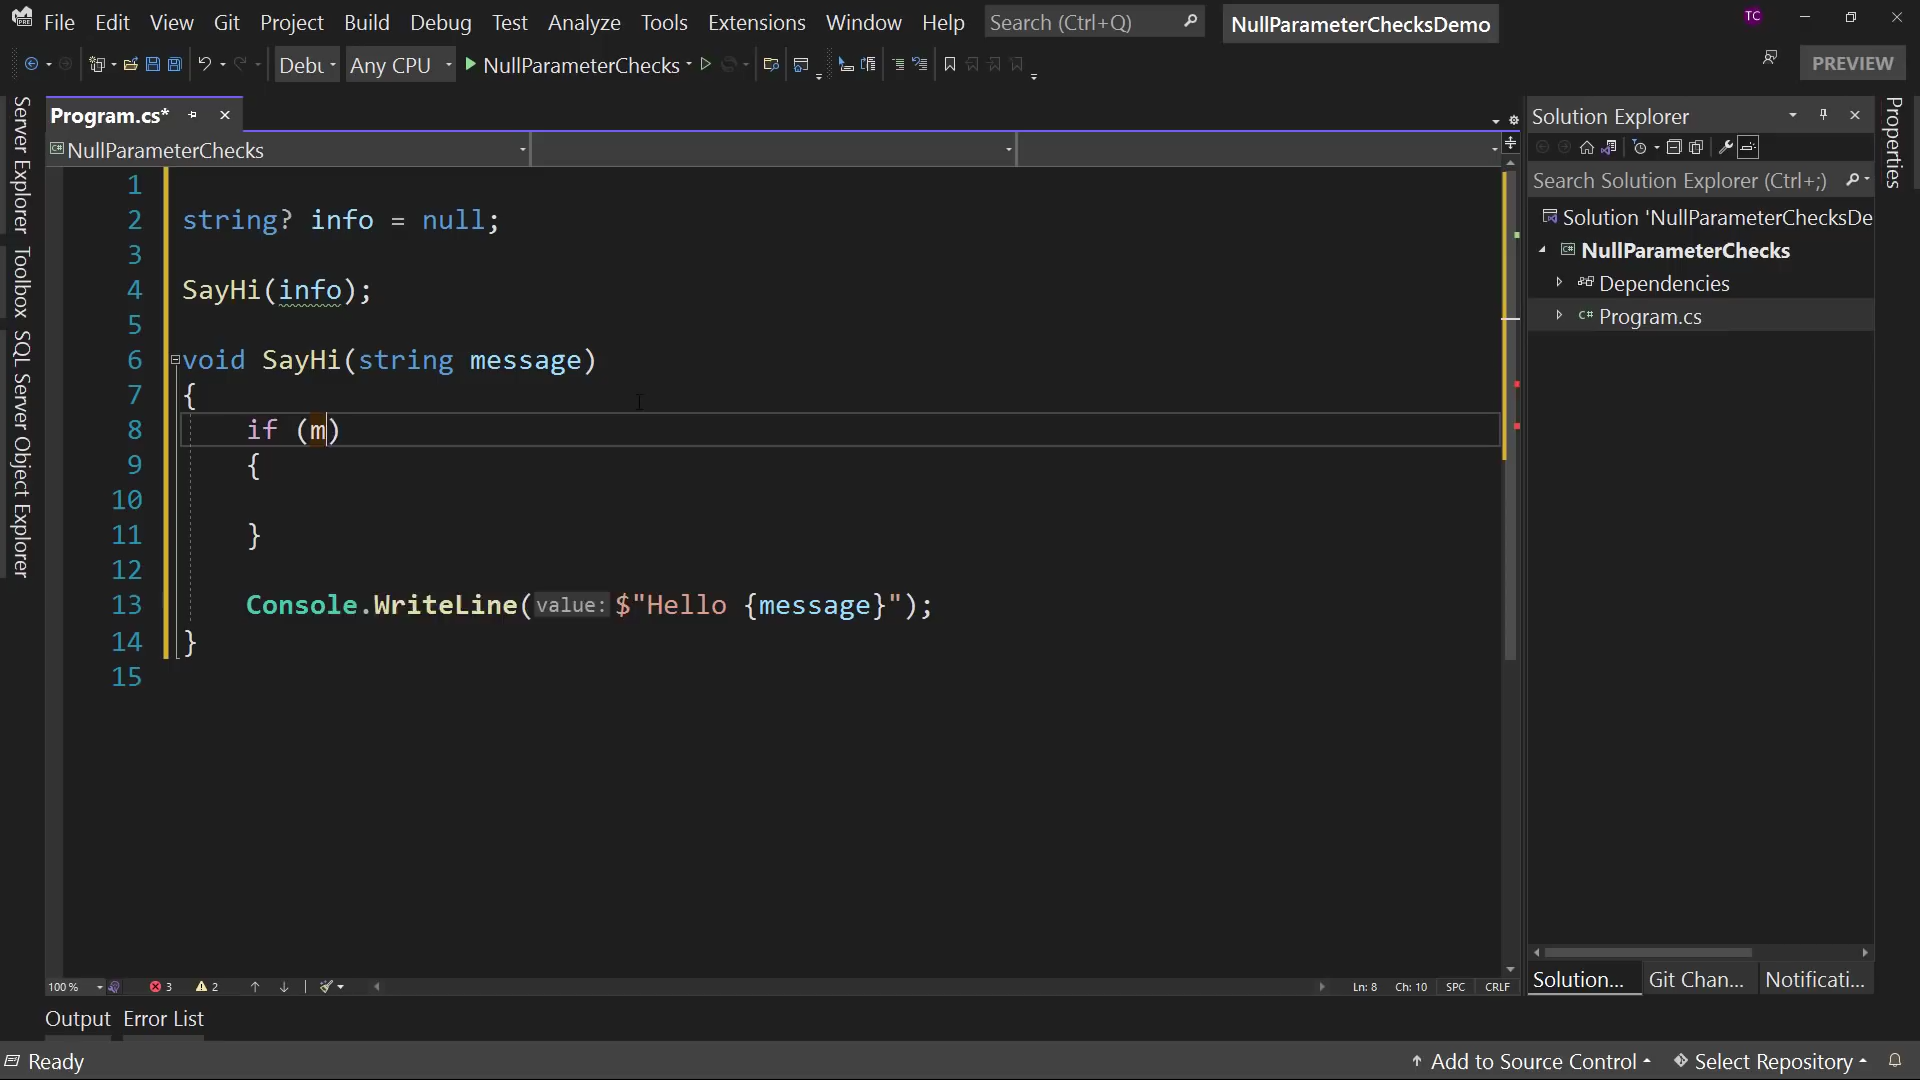 File Edit View Git Project Build Debug Test Analyze Tools Extensions Window Help Search (Ctrl+Q) NullParameterChecksDemo TC
Debu Any CPU NullParameterChecks PREVIEW
Server Explorer
Toolbox
SQL Server Object Explorer
Program.cs*
NullParameterChecks
1
2 string? info = null;
3
4 SayHi(info);
5
6 void SayHi(string message)
7 {
8 if (m)
9 {
10
11 }
12
13 Console.WriteLine(value: $"Hello {message}");
14 }
15
100 % 3 2 Ln: 8 Ch: 10 SPC CRLF
Solution Explorer
Search Solution Explorer (Ctrl+;)
Solution 'NullParameterChecksDe
NullParameterChecks
Dependencies
C# Program.cs
Solution... Git Chan... Notificati...
Properties
Output Error List
Ready Add to Source Control Select Repository